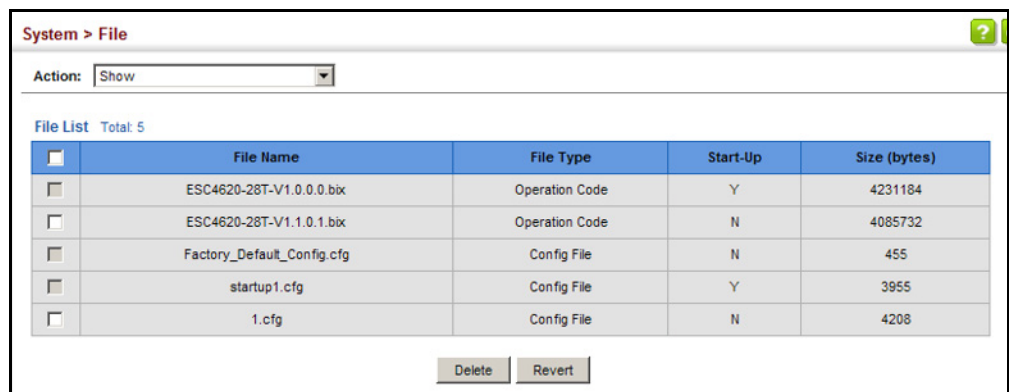 System > File
?
Action: Show
File List Total: 5
File Name File Type Start-Up Size (bytes)
ESC4620-28T-V1.0.0.0.bix Operation Code Y 4231184
ESC4620-28T-V1.1.0.1.bix Operation Code N 4085732
Factory_Default_Config.cfg Config File N 455
startup1.cfg Config File Y 3955
1.cfg Config File N 4208
Delete Revert